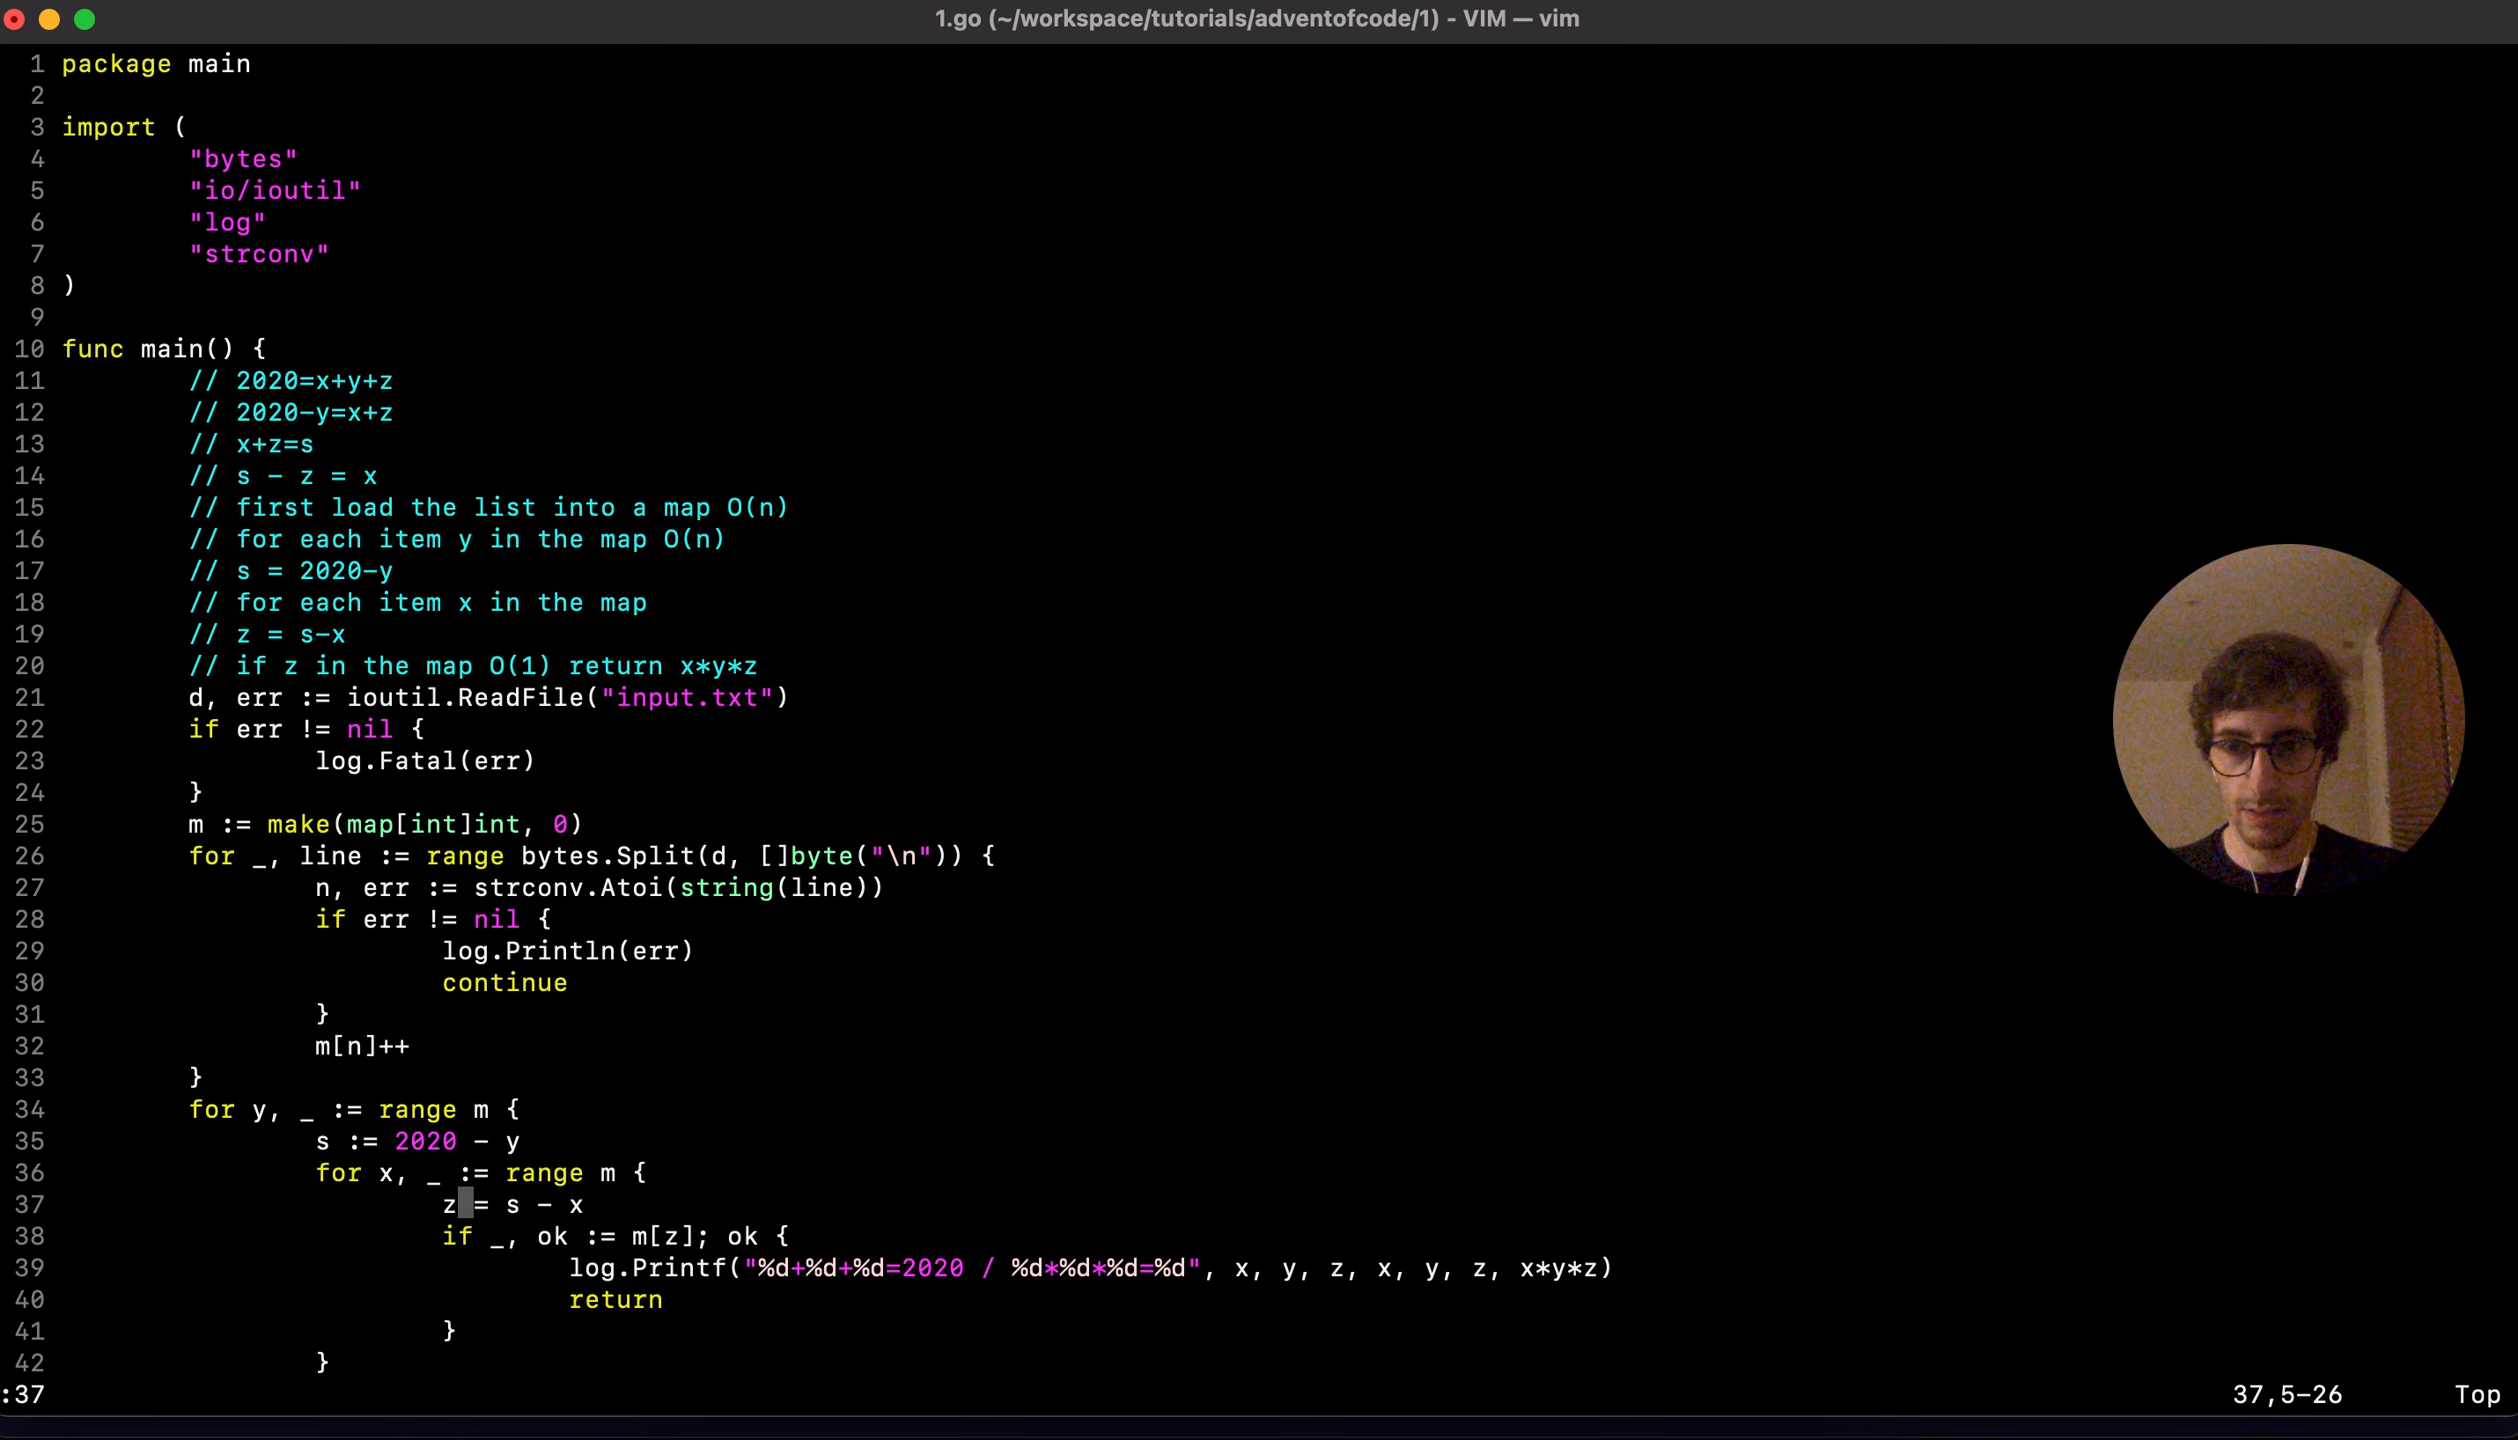 1.go (~/workspace/tutorials/adventofcode/1) - VIM — vim
1 package main
2
3 import (
4 "bytes"
5 "io/ioutil"
6 "log"
7 "strconv"
8 )
9
10 func main() {
11 // 2020=x+y+z
12 // 2020-y=x+z
13 // x+z=s
14 // s - z = x
15 // first load the list into a map O(n)
16 // for each item y in the map O(n)
17 // s = 2020-y
18 // for each item x in the map
19 // z = s-x
20 // if z in the map O(1) return x*y*z
21 d, err := ioutil.ReadFile("input.txt")
22 if err != nil {
23 log.Fatal(err)
24 }
25 m := make(map[int]int, 0)
26 for _, line := range bytes.Split(d, []byte("\n")) {
27 n, err := strconv.Atoi(string(line))
28 if err != nil {
29 log.Println(err)
30 continue
31 }
32 m[n]++
33 }
34 for y, _ := range m {
35 s := 2020 - y
36 for x, _ := range m {
37 z = s - x
38 if _, ok := m[z]; ok {
39 log.Printf("%d+%d+%d=2020 / %d*%d*%d=%d", x, y, z, x, y, z, x*y*z)
40 return
41 }
42 }
:37 37,5-26 Top